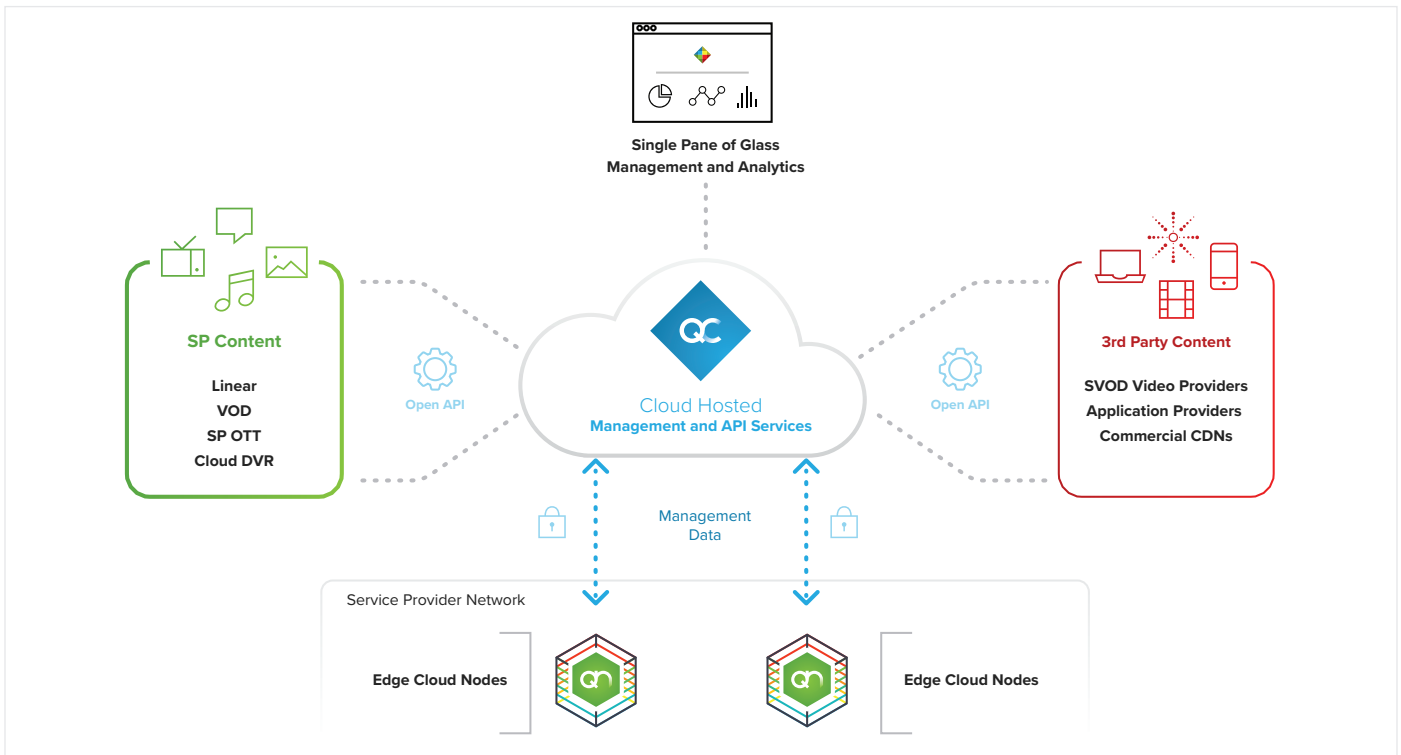 Single Pane of Glass
Management and Analytics
SP Content
Linear
VOD
SP OTT
Cloud DVR
Open API
QC
Cloud Hosted
Management and API Services
Open API
3rd Party Content
SVOD Video Providers
Application Providers
Commercial CDNs
Management
Data
Service Provider Network
Edge Cloud Nodes
qn
qn
Edge Cloud Nodes